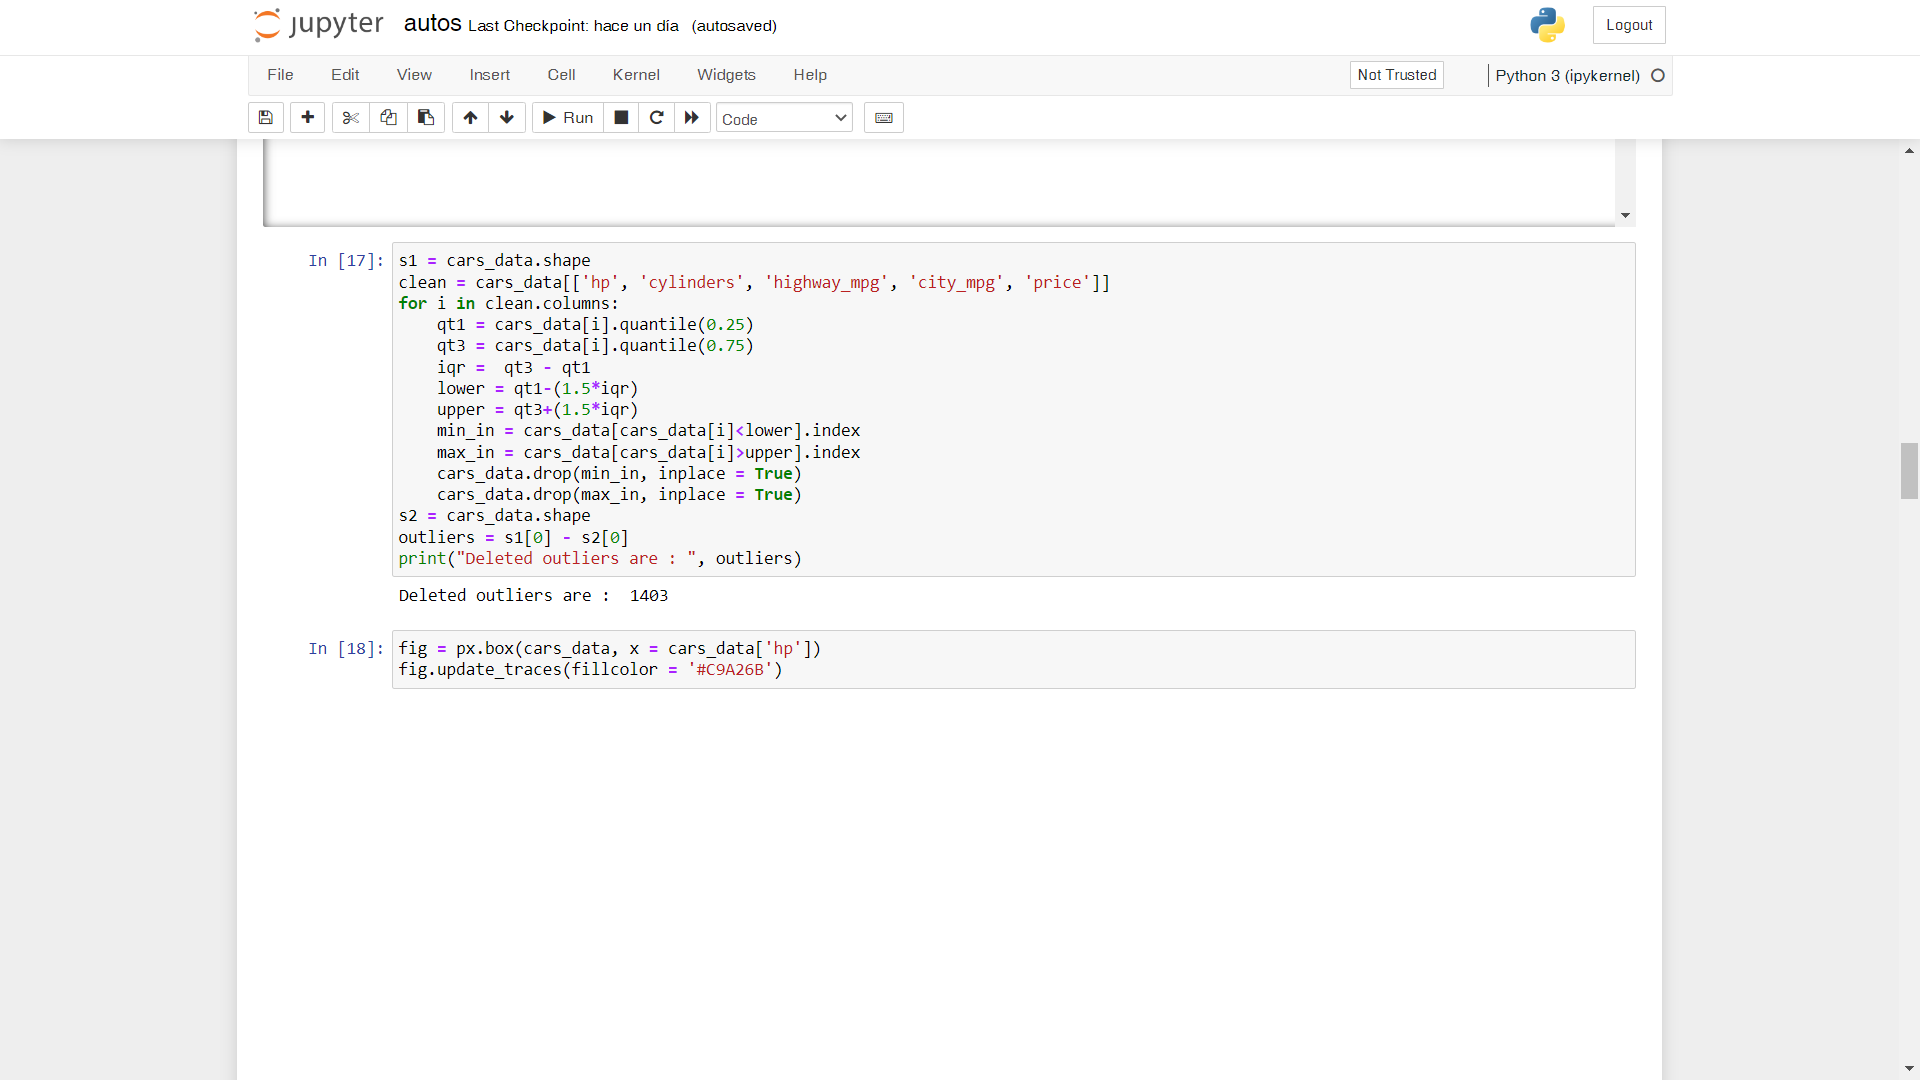 jupyter autos Last Checkpoint: hace un día (autosaved)
Logout
File Edit View Insert Cell Kernel Widgets Help
Not Trusted
Python 3 (ipykernel)
Run
Code
In [17]:
s1 = cars_data.shape
clean = cars_data[['hp', 'cylinders', 'highway_mpg', 'city_mpg', 'price']]
for i in clean.columns:
    qt1 = cars_data[i].quantile(0.25)
    qt3 = cars_data[i].quantile(0.75)
    iqr =  qt3 - qt1
    lower = qt1-(1.5*iqr)
    upper = qt3+(1.5*iqr)
    min_in = cars_data[cars_data[i]<lower].index
    max_in = cars_data[cars_data[i]>upper].index
    cars_data.drop(min_in, inplace = True)
    cars_data.drop(max_in, inplace = True)
s2 = cars_data.shape
outliers = s1[0] - s2[0]
print("Deleted outliers are : ", outliers)
Deleted outliers are :  1403
In [18]:
fig = px.box(cars_data, x = cars_data['hp'])
fig.update_traces(fillcolor = '#C9A26B')